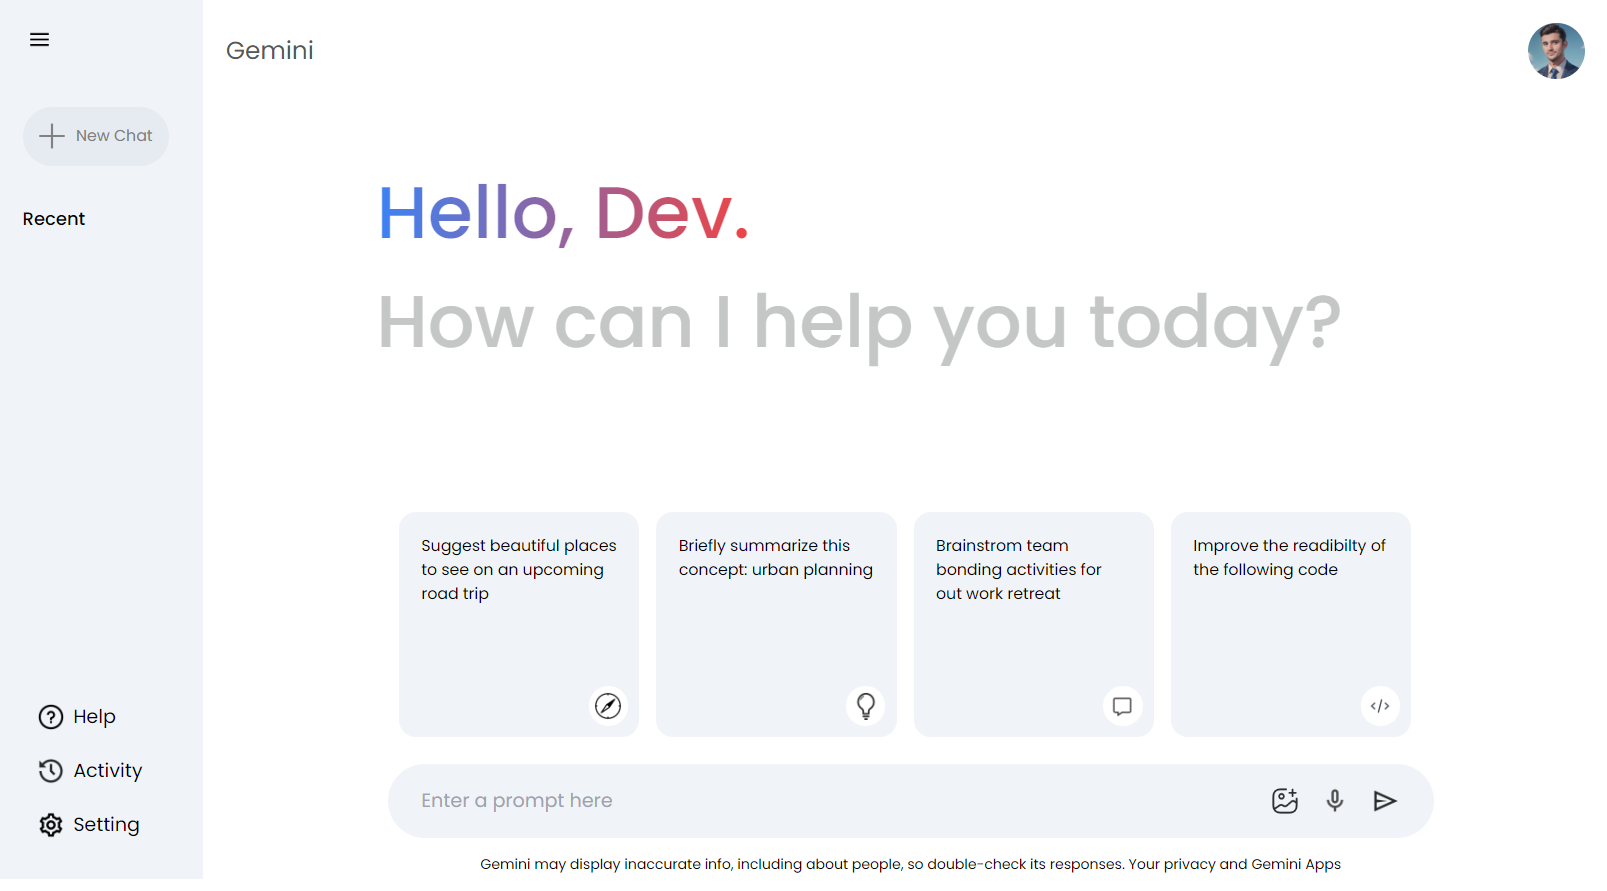 Gemini
New Chat
Recent
Hello, Dev.
How can I help you today?
Suggest beautiful places
to see on an upcoming
road trip
Briefly summarize this
concept: urban planning
Brainstrom team
bonding activities for
out work retreat
Improve the readibilty of
the following code
Help
Activity
Setting
Enter a prompt here
Gemini may display inaccurate info, including about people, so double-check its responses. Your privacy and Gemini Apps